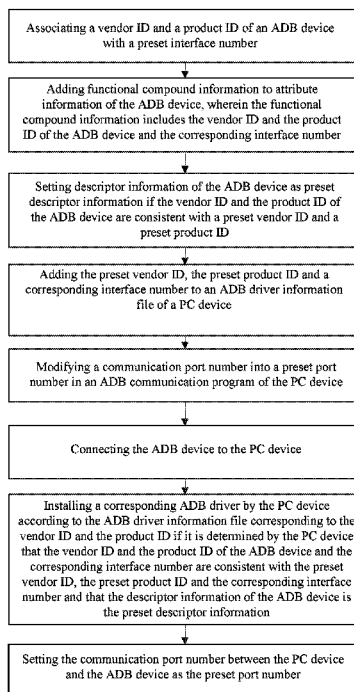 Associating a vendor ID and a product ID of an ADB device
with a preset interface number
Adding functional compound information to attribute
information of the ADB device, wherein the functional
compound information includes the vendor ID and the product
ID of the ADB device and the corresponding interface number
Setting descriptor information of the ADB device as preset
descriptor information if the vendor ID and the product ID of
the ADB device are consistent with a preset vendor ID and a
preset product ID
Adding the preset vendor ID, the preset product ID and a
corresponding interface number to an ADB driver information
file of a PC device
Modifying a communication port number into a preset port
number in an ADB communication program of the PC device
Connecting the ADB device to the PC device
Installing a corresponding ADB driver by the PC device
according to the ADB driver information file corresponding to the
vendor ID and the product ID if it is determined by the PC device
that the vendor ID and the product ID of the ADB device and the
corresponding interface number are consistent with the preset
vendor ID, the preset product ID and the corresponding interface
number and that the descriptor information of the ADB device is
the preset descriptor information
Setting the communication port number between the PC device
and the ADB device as the preset port number